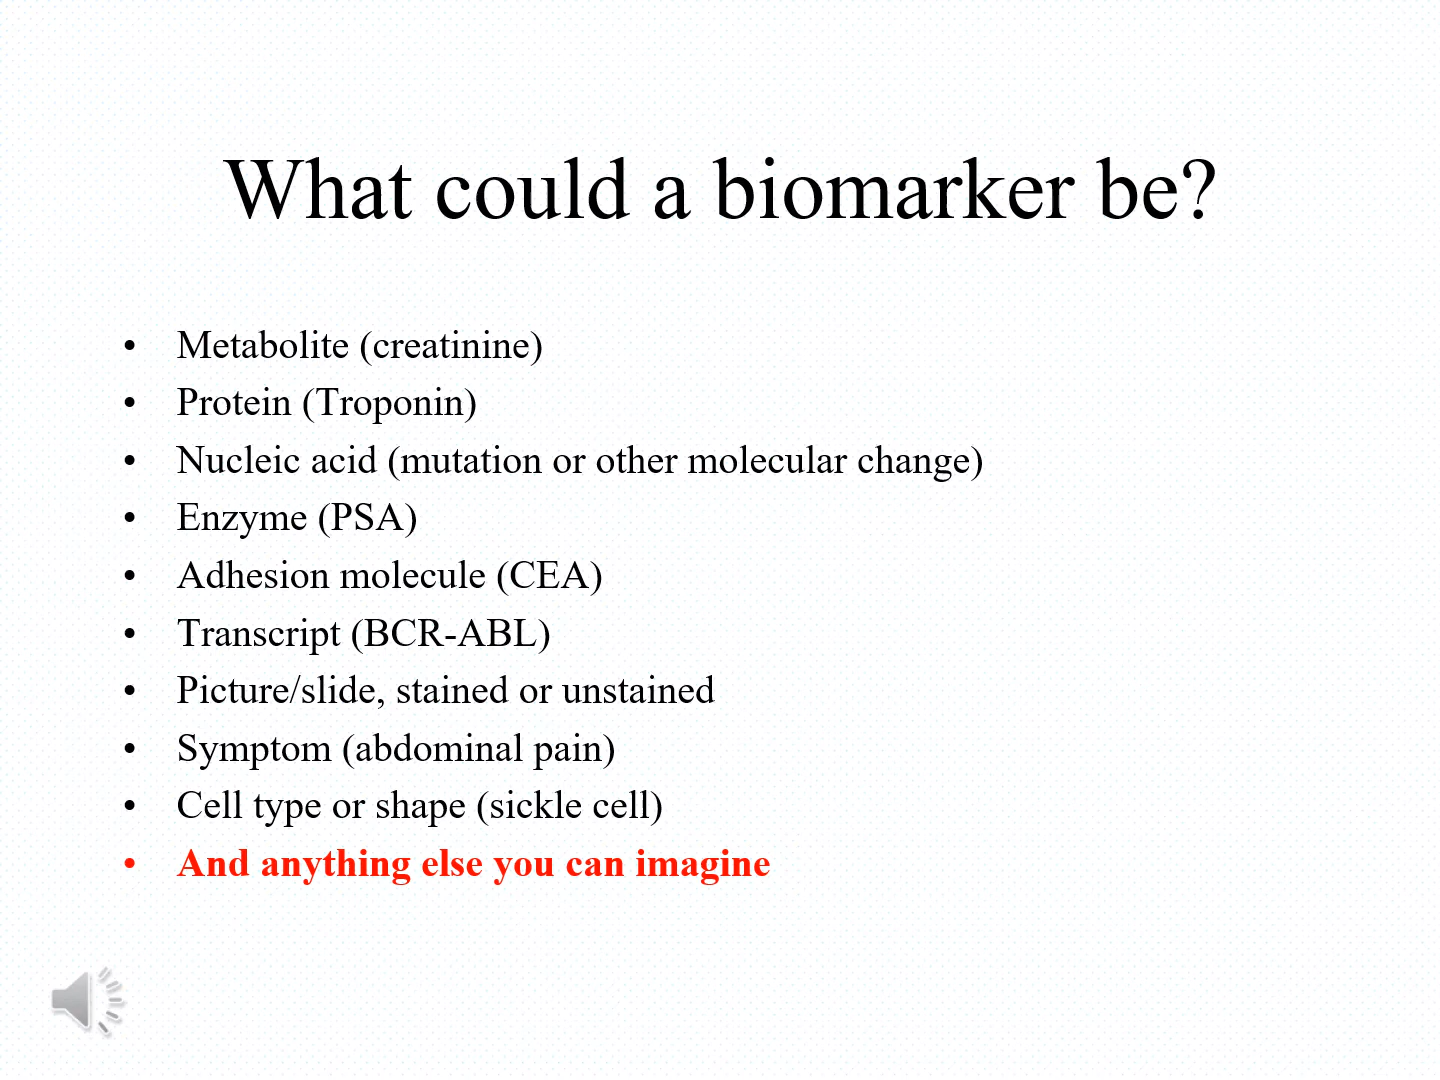 What could a biomarker be?
• Metabolite (creatinine)
• Protein (Troponin)
• Nucleic acid (mutation or other molecular change)
• Enzyme (PSA)
• Adhesion molecule (CEA)
• Transcript (BCR-ABL)
• Picture/slide, stained or unstained
• Symptom (abdominal pain)
• Cell type or shape (sickle cell)
• And anything else you can imagine